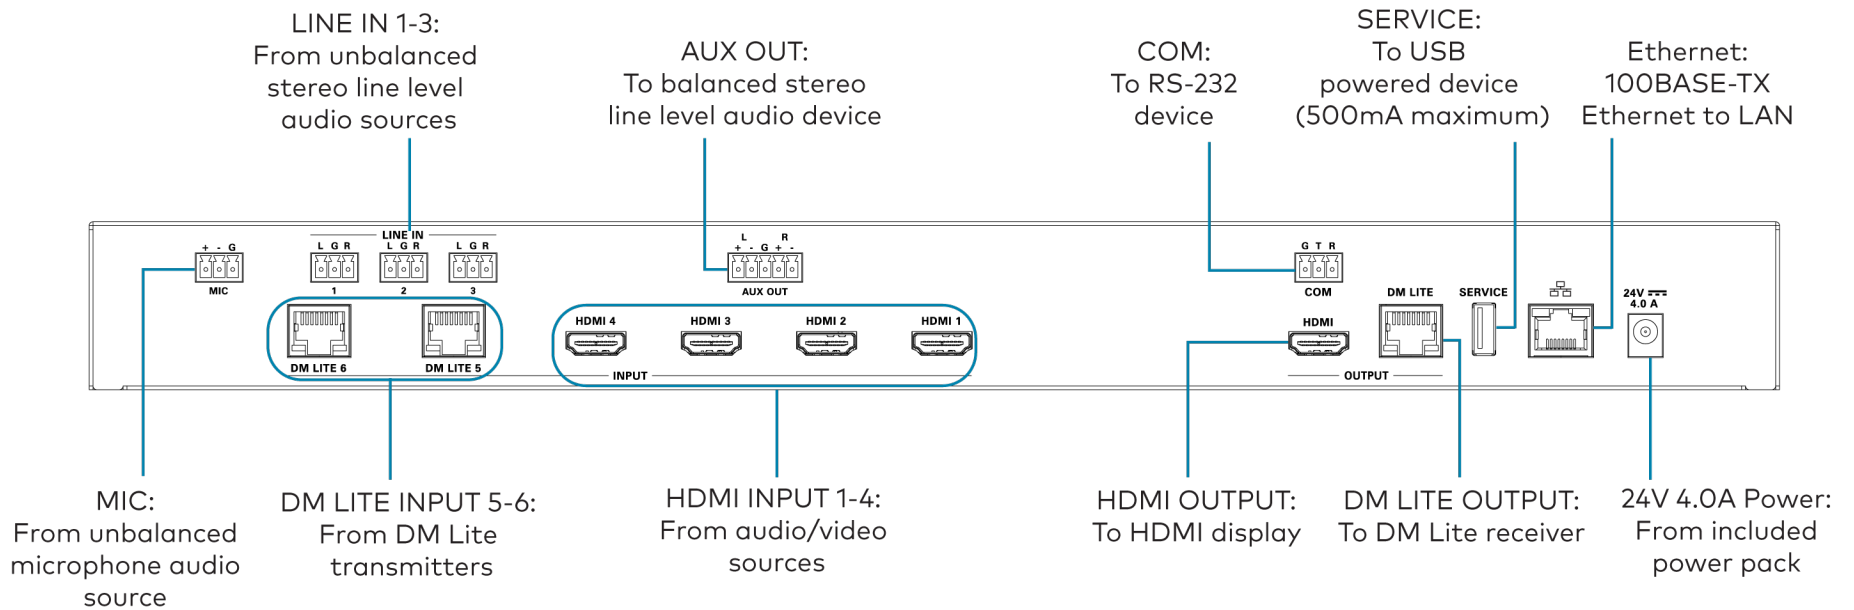 LINE IN 1-3:
From unbalanced
stereo line level
audio sources
AUX OUT:
To balanced stereo
line level audio device
COM:
To RS-232
device
SERVICE:
To USB
powered device
(500mA maximum)
Ethernet:
100BASE-TX
Ethernet to LAN
+ - G
MIC
LINE IN
L G R
1
L G R
2
L G R
3
L R
+ - G + -
AUX OUT
G T R
COM
DM LITE
SERVICE
24V
4.0 A
DM LITE 6
DM LITE 5
HDMI 4
HDMI 3
HDMI 2
HDMI 1
INPUT
HDMI
OUTPUT
MIC:
From unbalanced
microphone audio
source
DM LITE INPUT 5-6:
From DM Lite
transmitters
HDMI INPUT 1-4:
From audio/video
sources
HDMI OUTPUT:
To HDMI display
DM LITE OUTPUT:
To DM Lite receiver
24V 4.0A Power:
From included
power pack